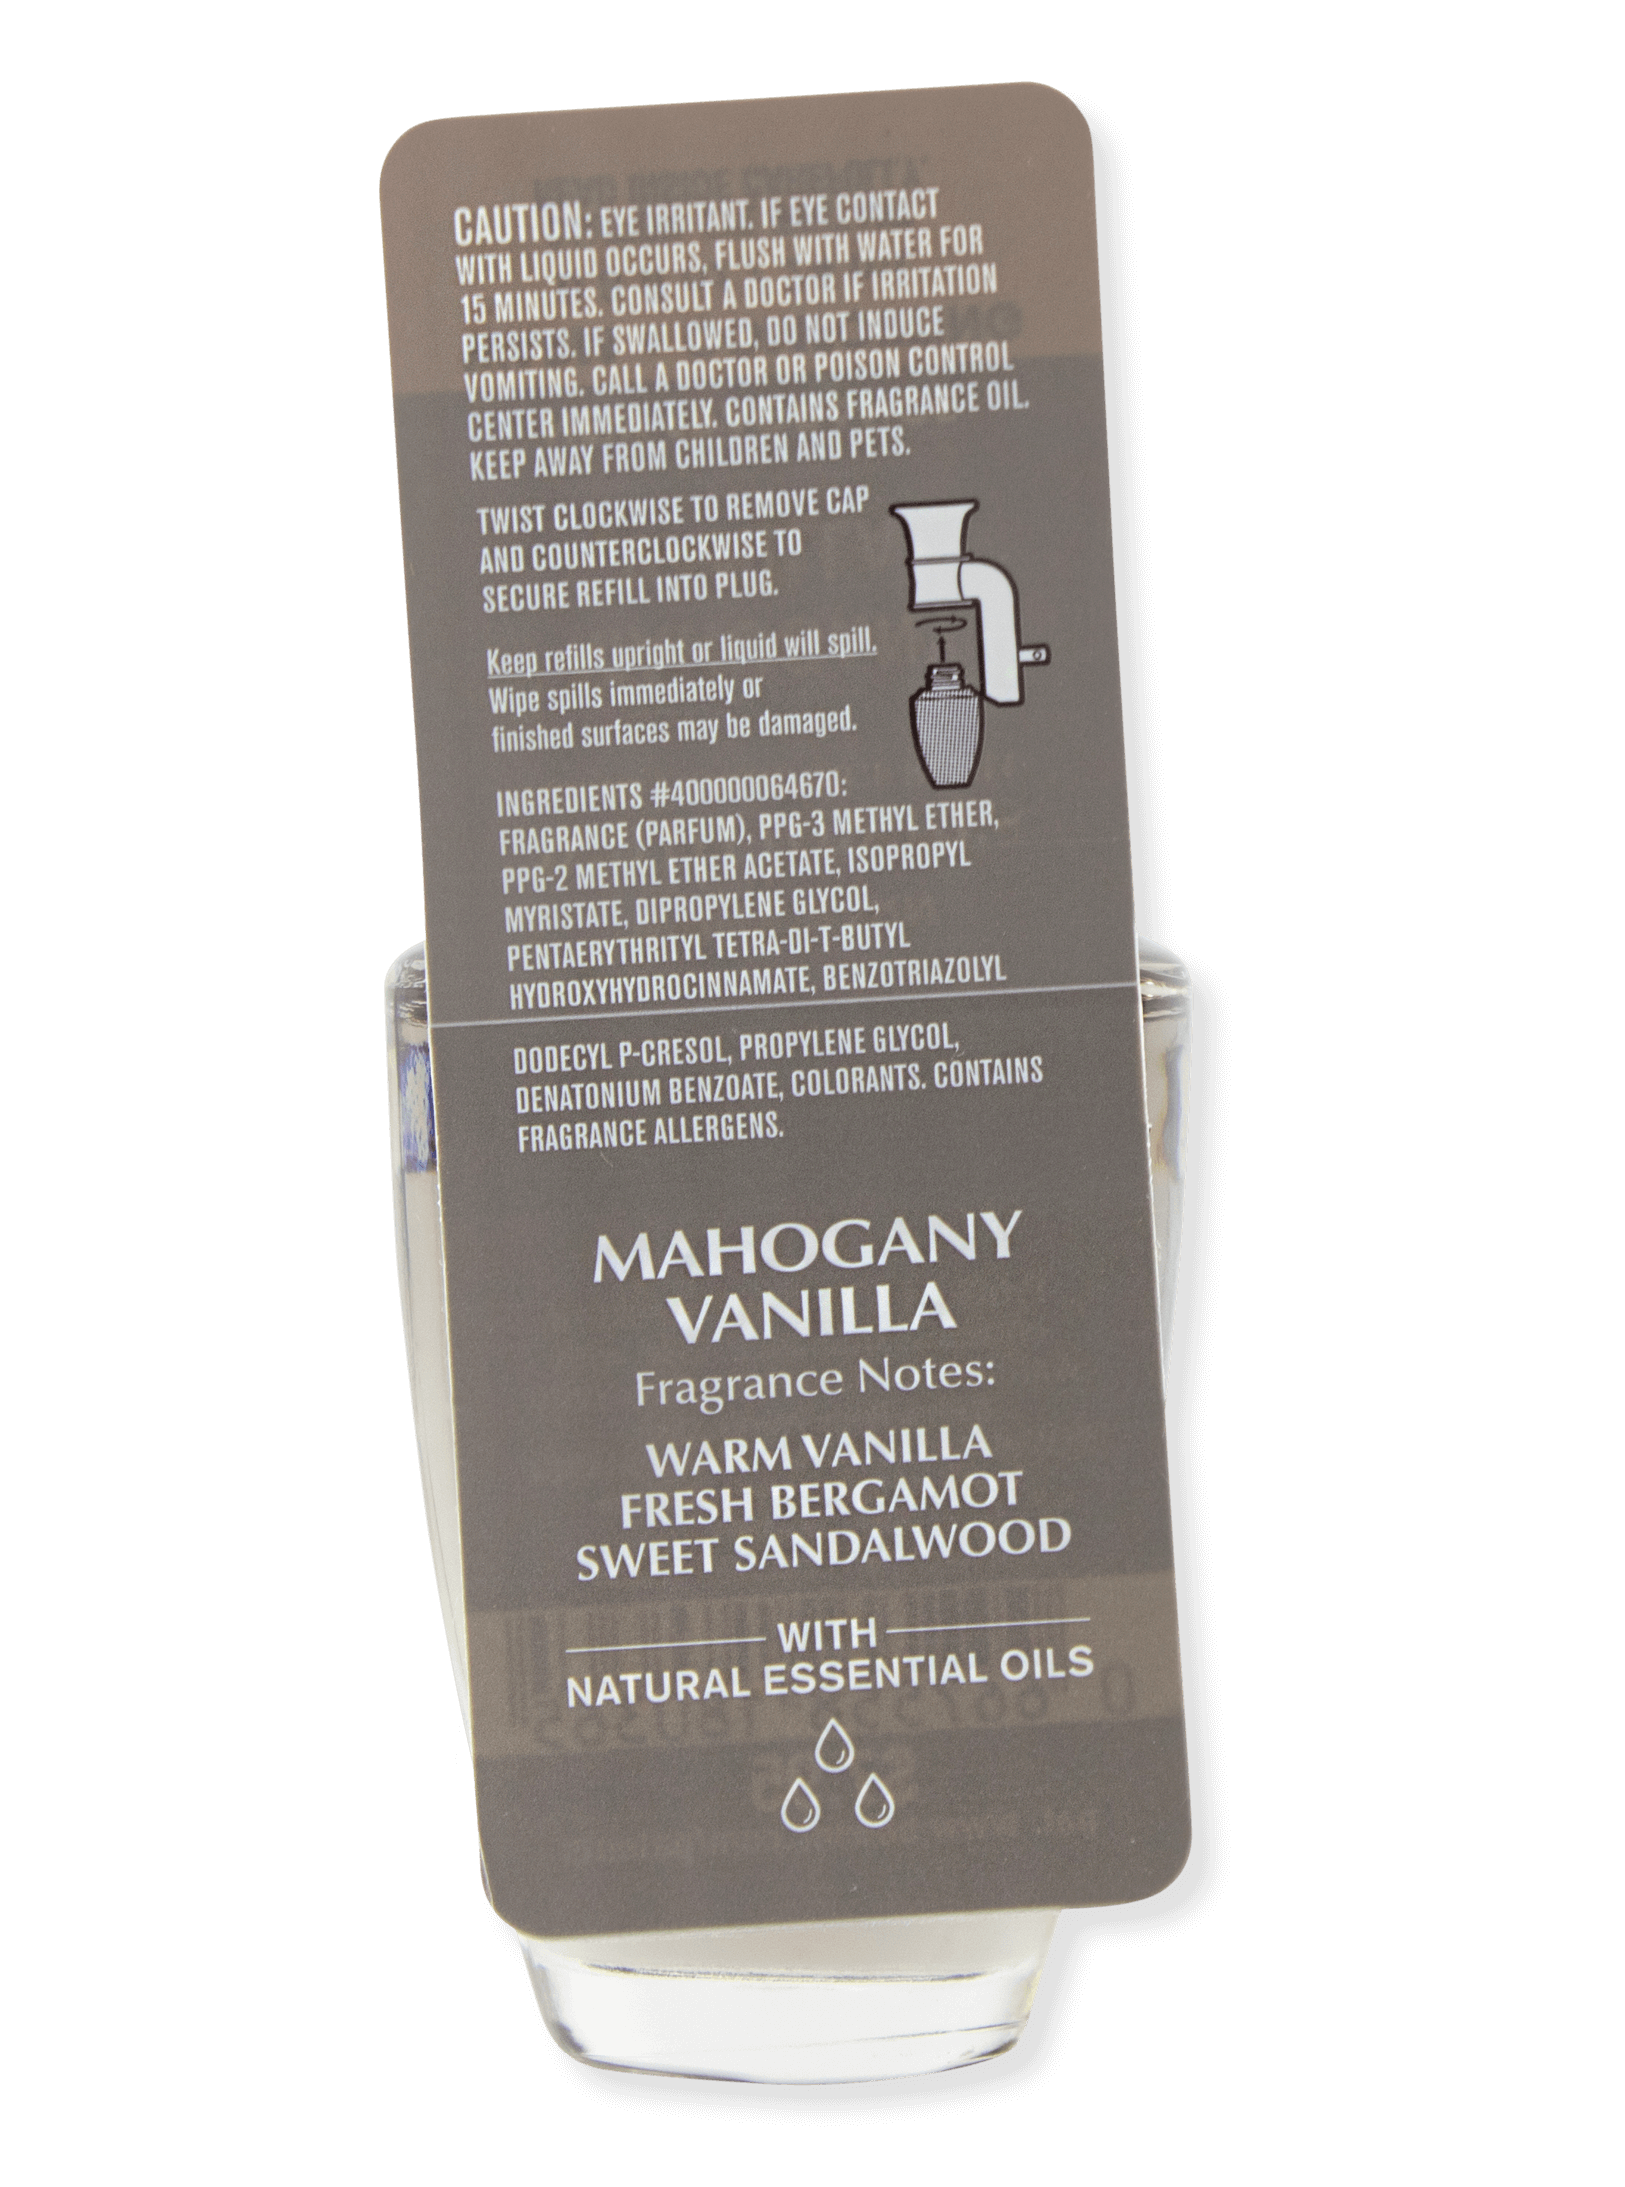 CAUTION: EYE IRRITANT. IF EYE CONTACT
WITH LIQUID OCCURS, FLUSH WITH WATER FOR
15 MINUTES. CONSULT A DOCTOR IF IRRITATION
PERSISTS. IF SWALLOWED, DO NOT INDUCE
VOMITING. CALL A DOCTOR OR POISON CONTROL
CENTER IMMEDIATELY. CONTAINS FRAGRANCE OIL.
KEEP AWAY FROM CHILDREN AND PETS.
TWIST CLOCKWISE TO REMOVE CAP
AND COUNTERCLOCKWISE TO
SECURE REFILL INTO PLUG.
Keep refills upright or liquid will spill.
Wipe spills immediately or
finished surfaces may be damaged.
INGREDIENTS #400000064670:
FRAGRANCE (PARFUM), PPG-3 METHYL ETHER,
PPG-2 METHYL ETHER ACETATE, ISOPROPYL
MYRISTATE, DIPROPYLENE GLYCOL,
PENTAERYTHRITYL TETRA-DI-T-BUTYL
HYDROXYHYDROCINNAMATE, BENZOTRIAZOLYL
DODECYL P-CRESOL, PROPYLENE GLYCOL,
DENATONIUM BENZOATE, COLORANTS. CONTAINS
FRAGRANCE ALLERGENS.
MAHOGANY
VANILLA
Fragrance Notes:
WARM VANILLA
FRESH BERGAMOT
SWEET SANDALWOOD
WITH
NATURAL ESSENTIAL OILS